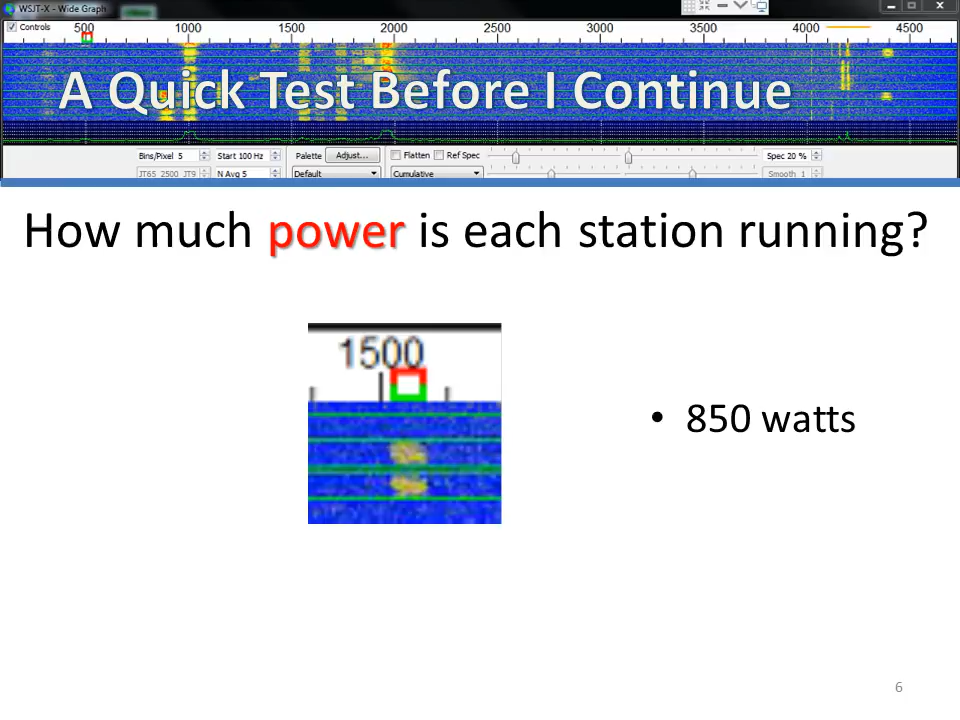 WSJT-X - Wide Graph
Controls 500 1000 1500 2000 2500 3000 3500 4000 4500
A Quick Test Before I Continue
Bins/Pixel 5 Start 100 Hz Palette Adjust... Flatten Ref Spec Spec 20 %
JT65 2500 JT9 N Avg 5 Default Cumulative Smooth 1
How much power is each station running?
1500
• 850 watts
6